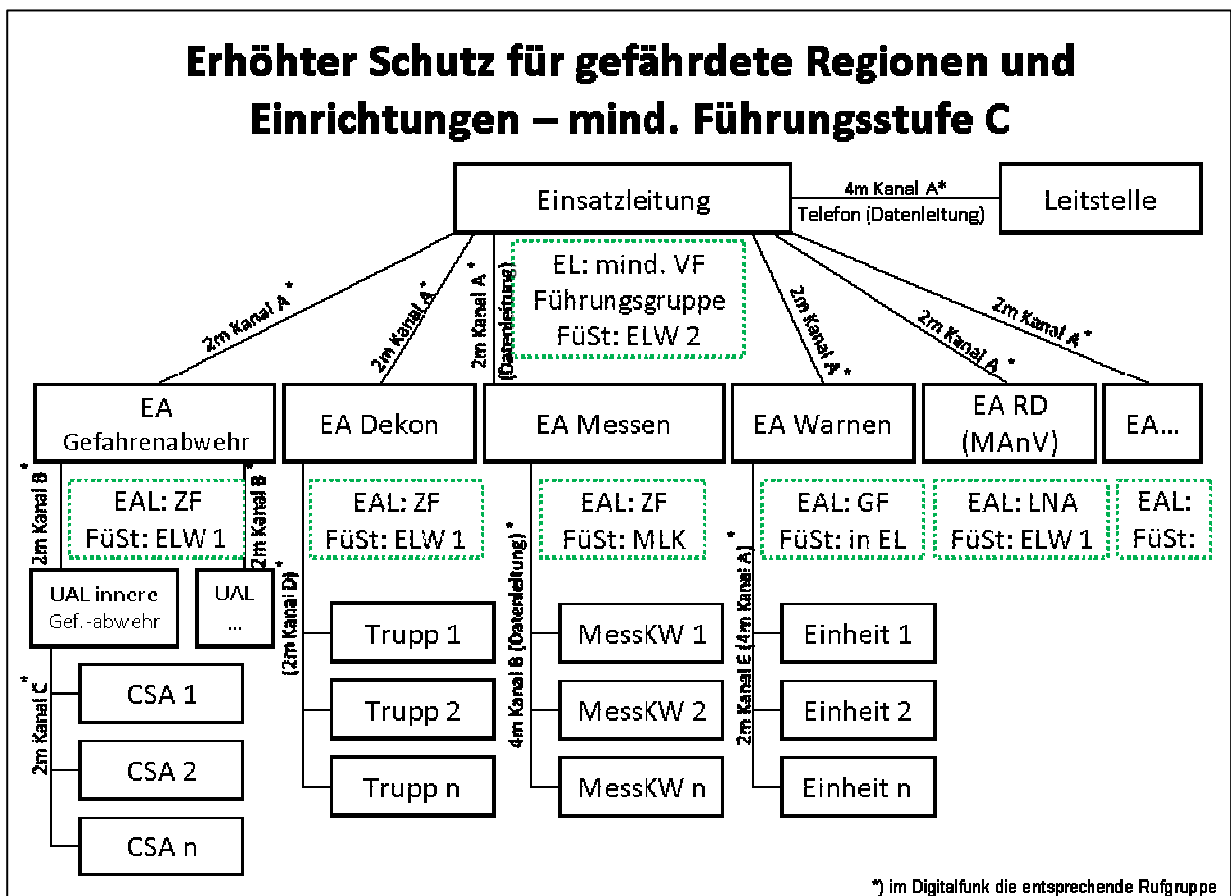 Erhöhter Schutz für gefährdete Regionen und
Einrichtungen – mind. Führungsstufe C
Einsatzleitung
4m Kanal A*
Telefon (Datenleitung)
Leitstelle
EL: mind. VF
Führungsgruppe
FüSt: ELW 2
2m Kanal A *
2m Kanal A *
2m Kanal A *
(Datenleitung)
2m Kanal A *
2m Kanal A *
2m Kanal A *
EA
Gefahrenabwehr
EA Dekon
EA Messen
EA Warnen
EA RD
(MAnV)
EA...
2m Kanal B *
2m Kanal B *
EAL: ZF
FüSt: ELW 1
EAL: ZF
FüSt: ELW 1
EAL: ZF
FüSt: MLK
EAL: GF
FüSt: in EL
EAL: LNA
FüSt: ELW 1
EAL:
FüSt:
UAL innere
Gef.-abwehr
UAL
...
2m Kanal C *
CSA 1
CSA 2
CSA n
(2m Kanal D) *
Trupp 1
Trupp 2
Trupp n
4m Kanal B (Datenleitung) *
MessKW 1
MessKW 2
MessKW n
2m Kanal E (4m Kanal A) *
Einheit 1
Einheit 2
Einheit n
*) im Digitalfunk die entsprechende Rufgruppe